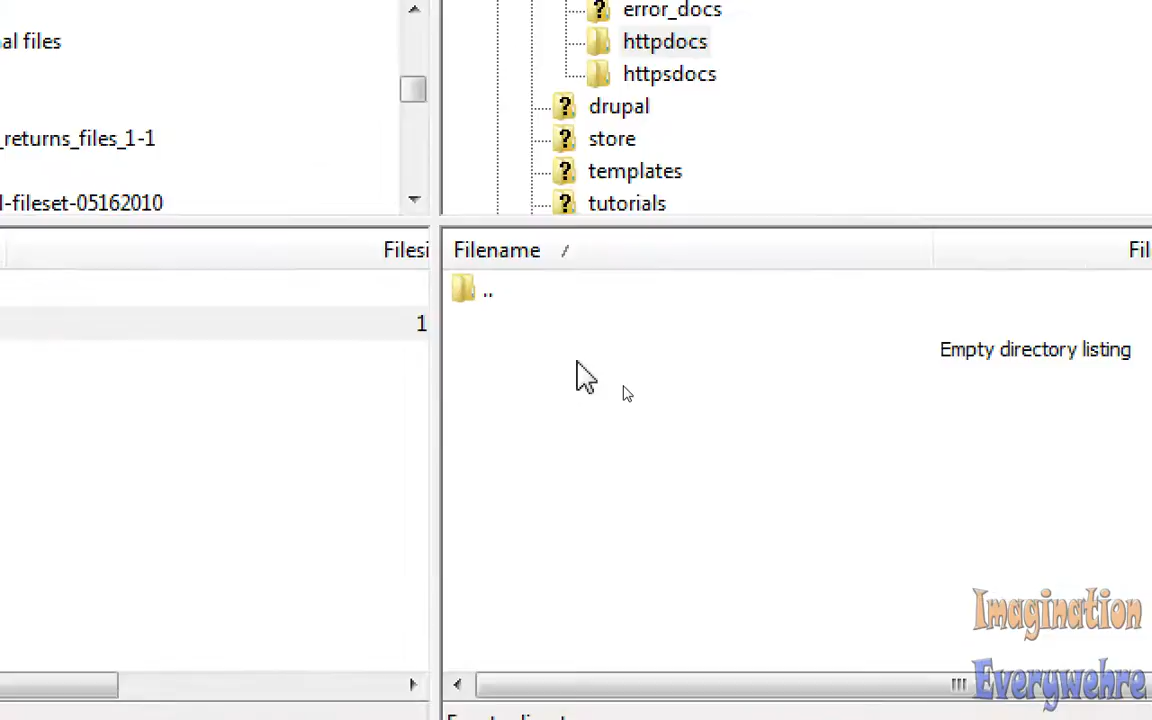 al files
_returns_files_1-1
l-fileset-05162010
error_docs
httpdocs
httpsdocs
drupal
store
templates
tutorials
Filesi
1
Filename /
Fil
..
Empty directory listing
Imagination
Everywehre